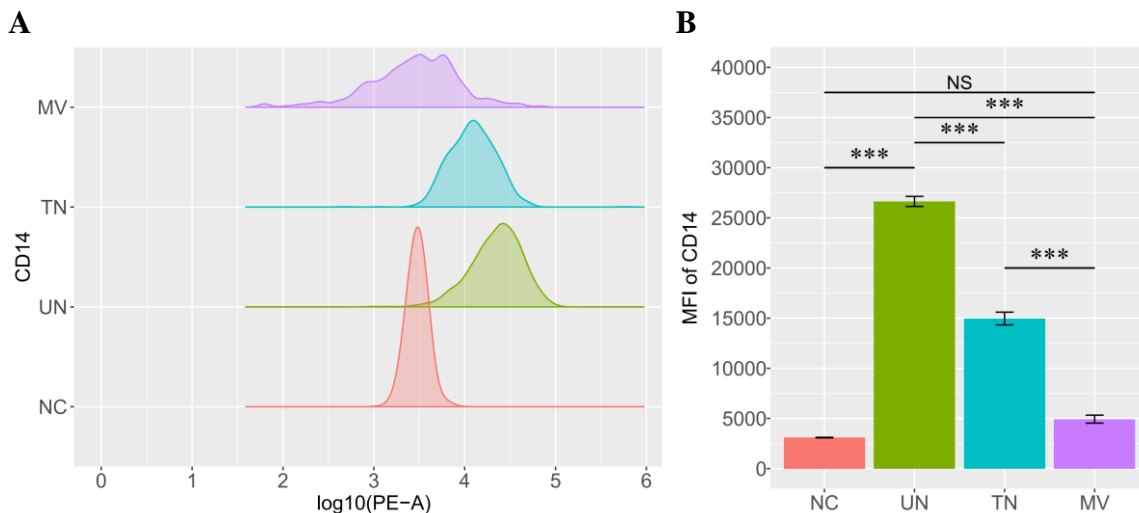 A
MV
TN
UN
NC
CD14
0 1 2 3 4 5 6
log10(PE−A)
B
40000
35000
30000
25000
20000
15000
10000
5000
0
MFI of CD14
NS
***
***
***
***
NC UN TN MV